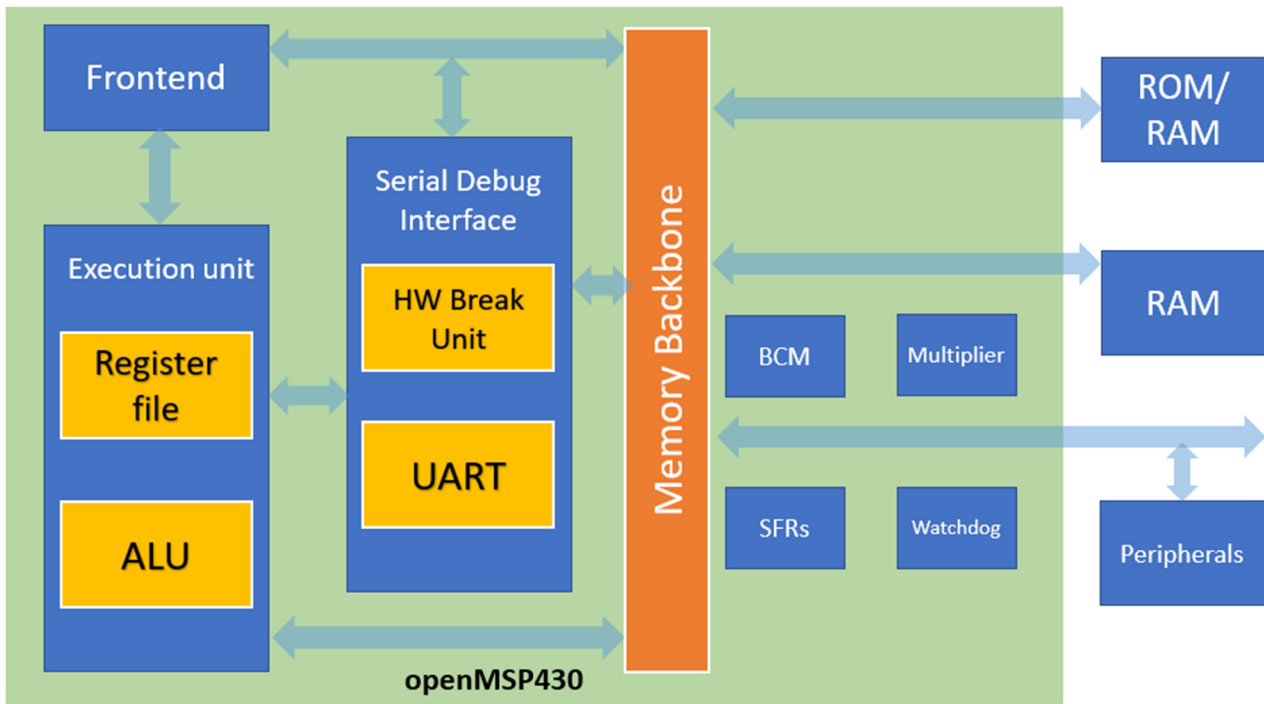 Frontend
Execution unit
Register
file
ALU
Serial Debug
Interface
HW Break
Unit
UART
Memory Backbone
BCM
Multiplier
SFRs
Watchdog
ROM/
RAM
RAM
Peripherals
openMSP430